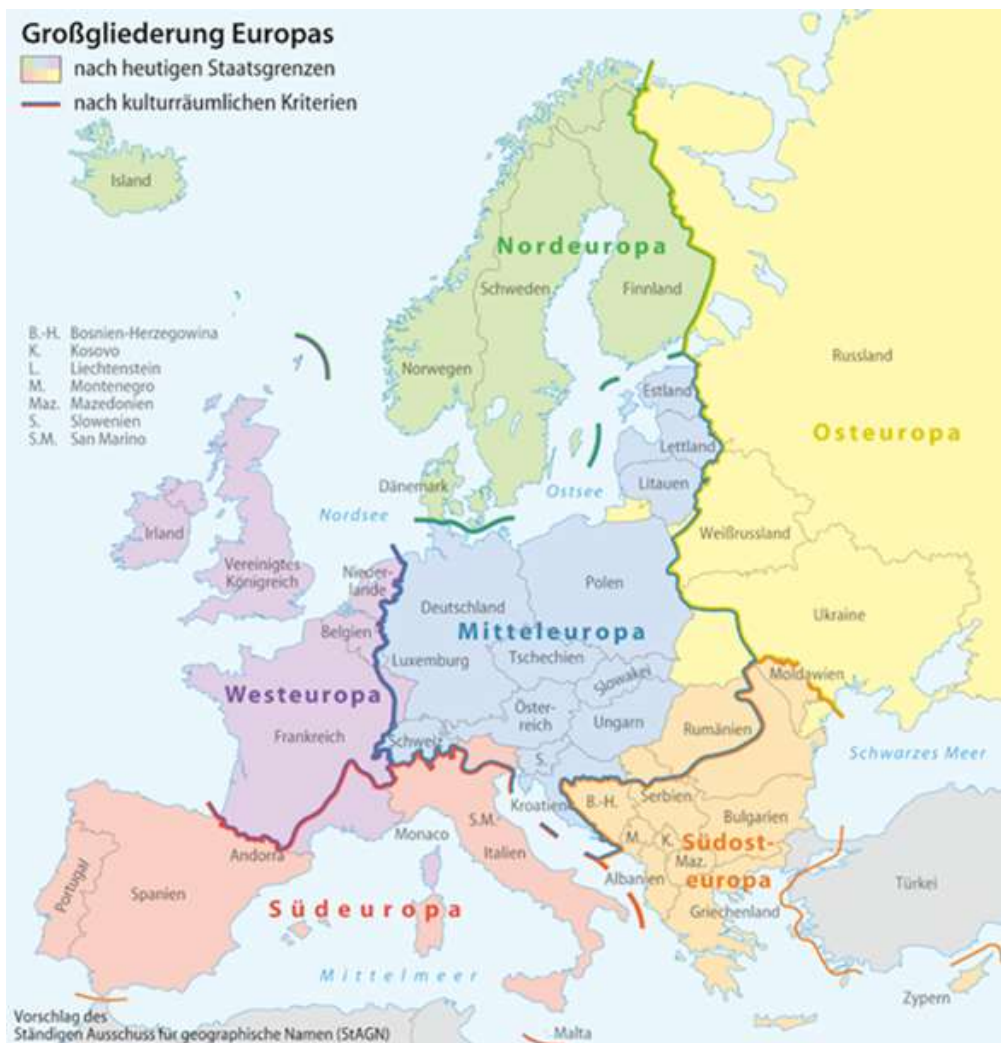 Großgliederung Europas
nach heutigen Staatsgrenzen
nach kulturräumlichen Kriterien
Island
Nordeuropa
Schweden
Finnland
B.-H. Bosnien-Herzegowina
K. Kosovo
L. Liechtenstein
M. Montenegro
Maz. Mazedonien
S. Slowenien
S.M. San Marino
Norwegen
Russland
Estland
Osteuropa
Lettland
Dänemark
Ostsee
Litauen
Nordsee
Irland
Weißrussland
Vereinigtes
Königreich
Nieder-
lande
Polen
Deutschland
Ukraine
Belgien
Mitteleuropa
Luxemburg
Tschechien
Slowakei
Moldawien
Westeuropa
Öster-
reich
Ungarn
Rumänien
Frankreich
Schweiz
S.
Schwarzes Meer
Kroatien
B.-H.
Serbien
Bulgarien
S.M.
Monaco
Italien
M.
K.
Südost-
europa
Andorra
Maz.
Albanien
Portugal
Spanien
Türkei
Südeuropa
Griechenland
Mittelmeer
Zypern
Malta
Vorschlag des
Ständigen Ausschuss für geographische Namen (StAGN)